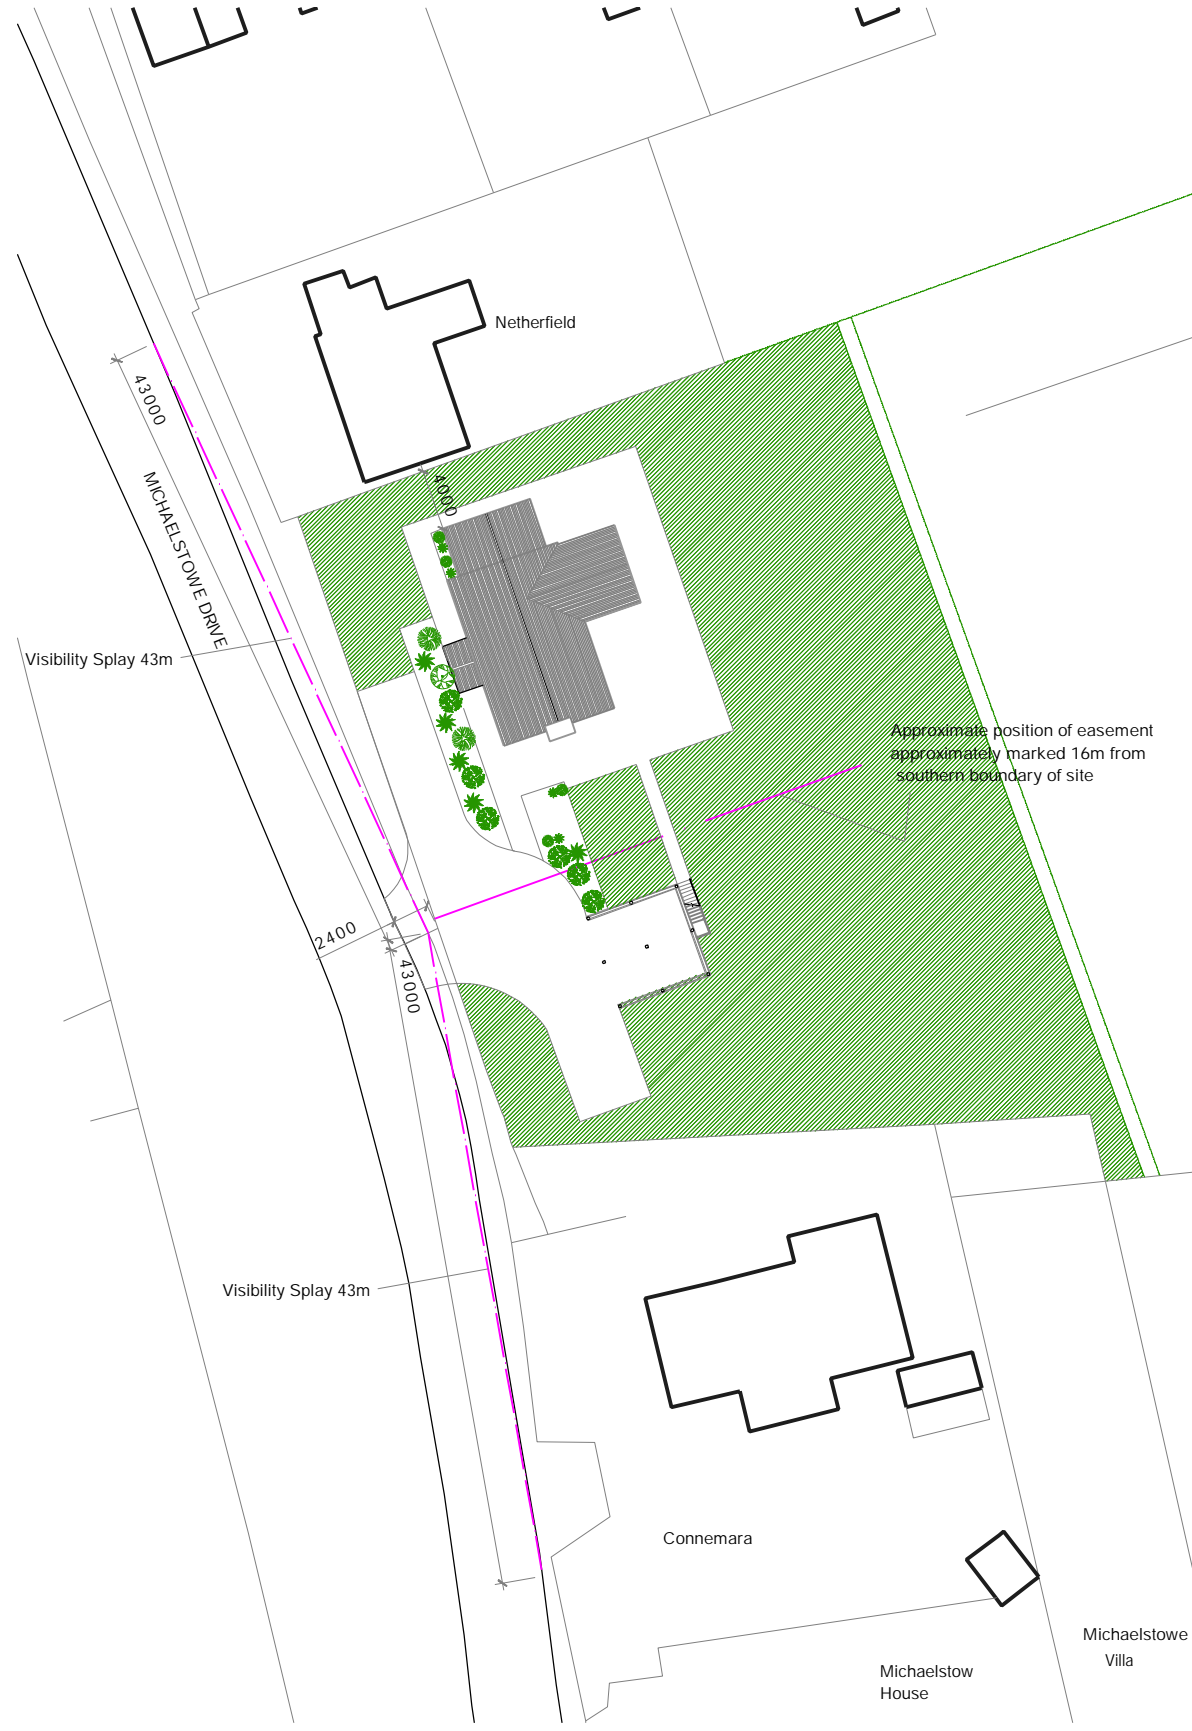 Netherfield
43000
4000
MICHAELSTOWE DRIVE
Visibility Splay 43m
Approximate position of easement
approximately marked 16m from
southern boundary of site
2400
43000
Visibility Splay 43m
Connemara
Michaelstowe
Villa
Michaelstow
House